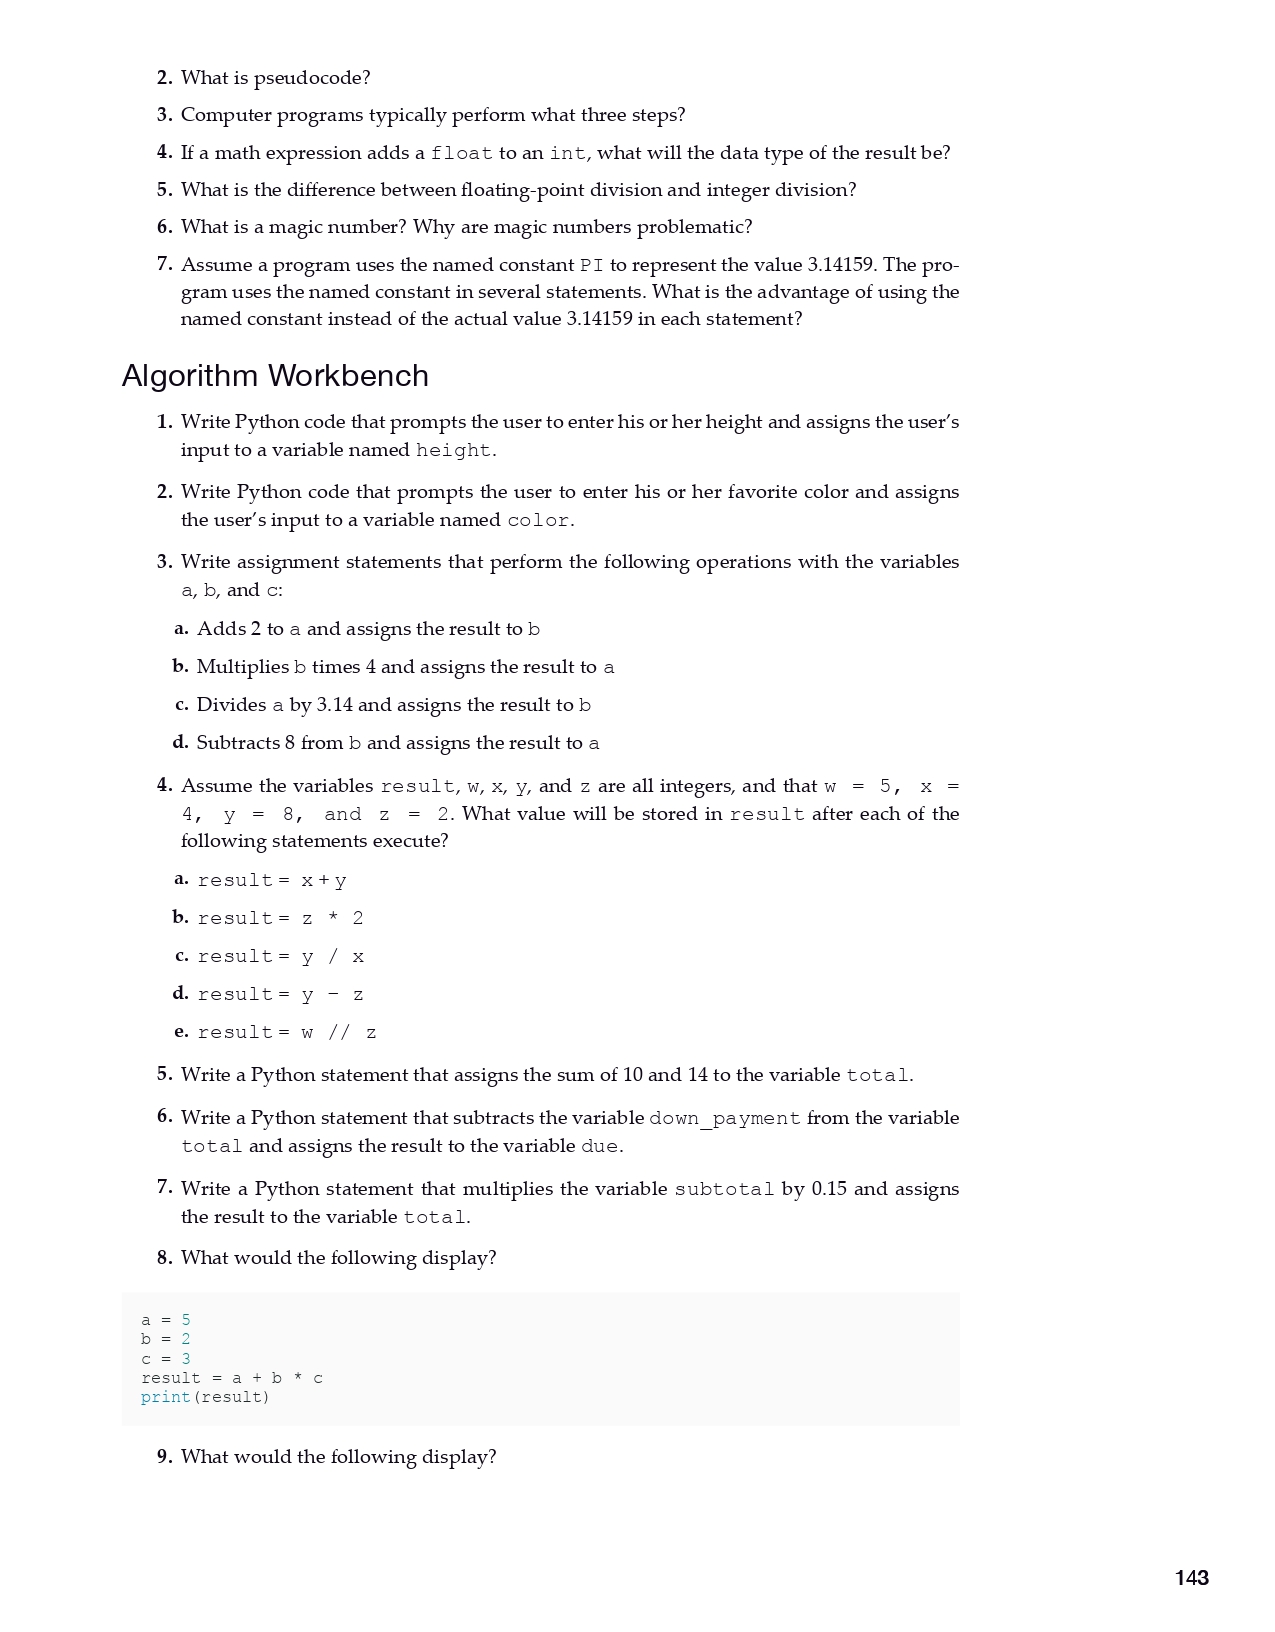 2. What is pseudocode?
3. Computer programs typically perform what three steps?
4. If a math expression adds a float to an int, what will the data type of the result be?
5. What is the difference between floating-point division and integer division?
6. What is a magic number? Why are magic numbers problematic?
7. Assume a program uses the named constant PI to represent the value 3.14159. The pro-
gram uses the named constant in several statements. What is the advantage of using the
named constant instead of the actual value 3.14159 in each statement?
Algorithm Workbench
1. Write Python code that prompts the user to enter his or her height and assigns the user’s
input to a variable named height.
2. Write Python code that prompts the user to enter his or her favorite color and assigns
the user’s input to a variable named color.
3. Write assignment statements that perform the following operations with the variables
a, b, and c:
a. Adds 2 to a and assigns the result to b
b. Multiplies b times 4 and assigns the result to a
c. Divides a by 3.14 and assigns the result to b
d. Subtracts 8 from b and assigns the result to a
4. Assume the variables result, w, x, y, and z are all integers, and that w = 5, x =
4, y = 8, and z = 2. What value will be stored in result after each of the
following statements execute?
a. result = x + y
b. result = z * 2
c. result = y / x
d. result = y − z
e. result = w // z
5. Write a Python statement that assigns the sum of 10 and 14 to the variable total.
6. Write a Python statement that subtracts the variable down_payment from the variable
total and assigns the result to the variable due.
7. Write a Python statement that multiplies the variable subtotal by 0.15 and assigns
the result to the variable total.
8. What would the following display?
a = 5
b = 2
c = 3
result = a + b * c
print(result)
9. What would the following display?
143